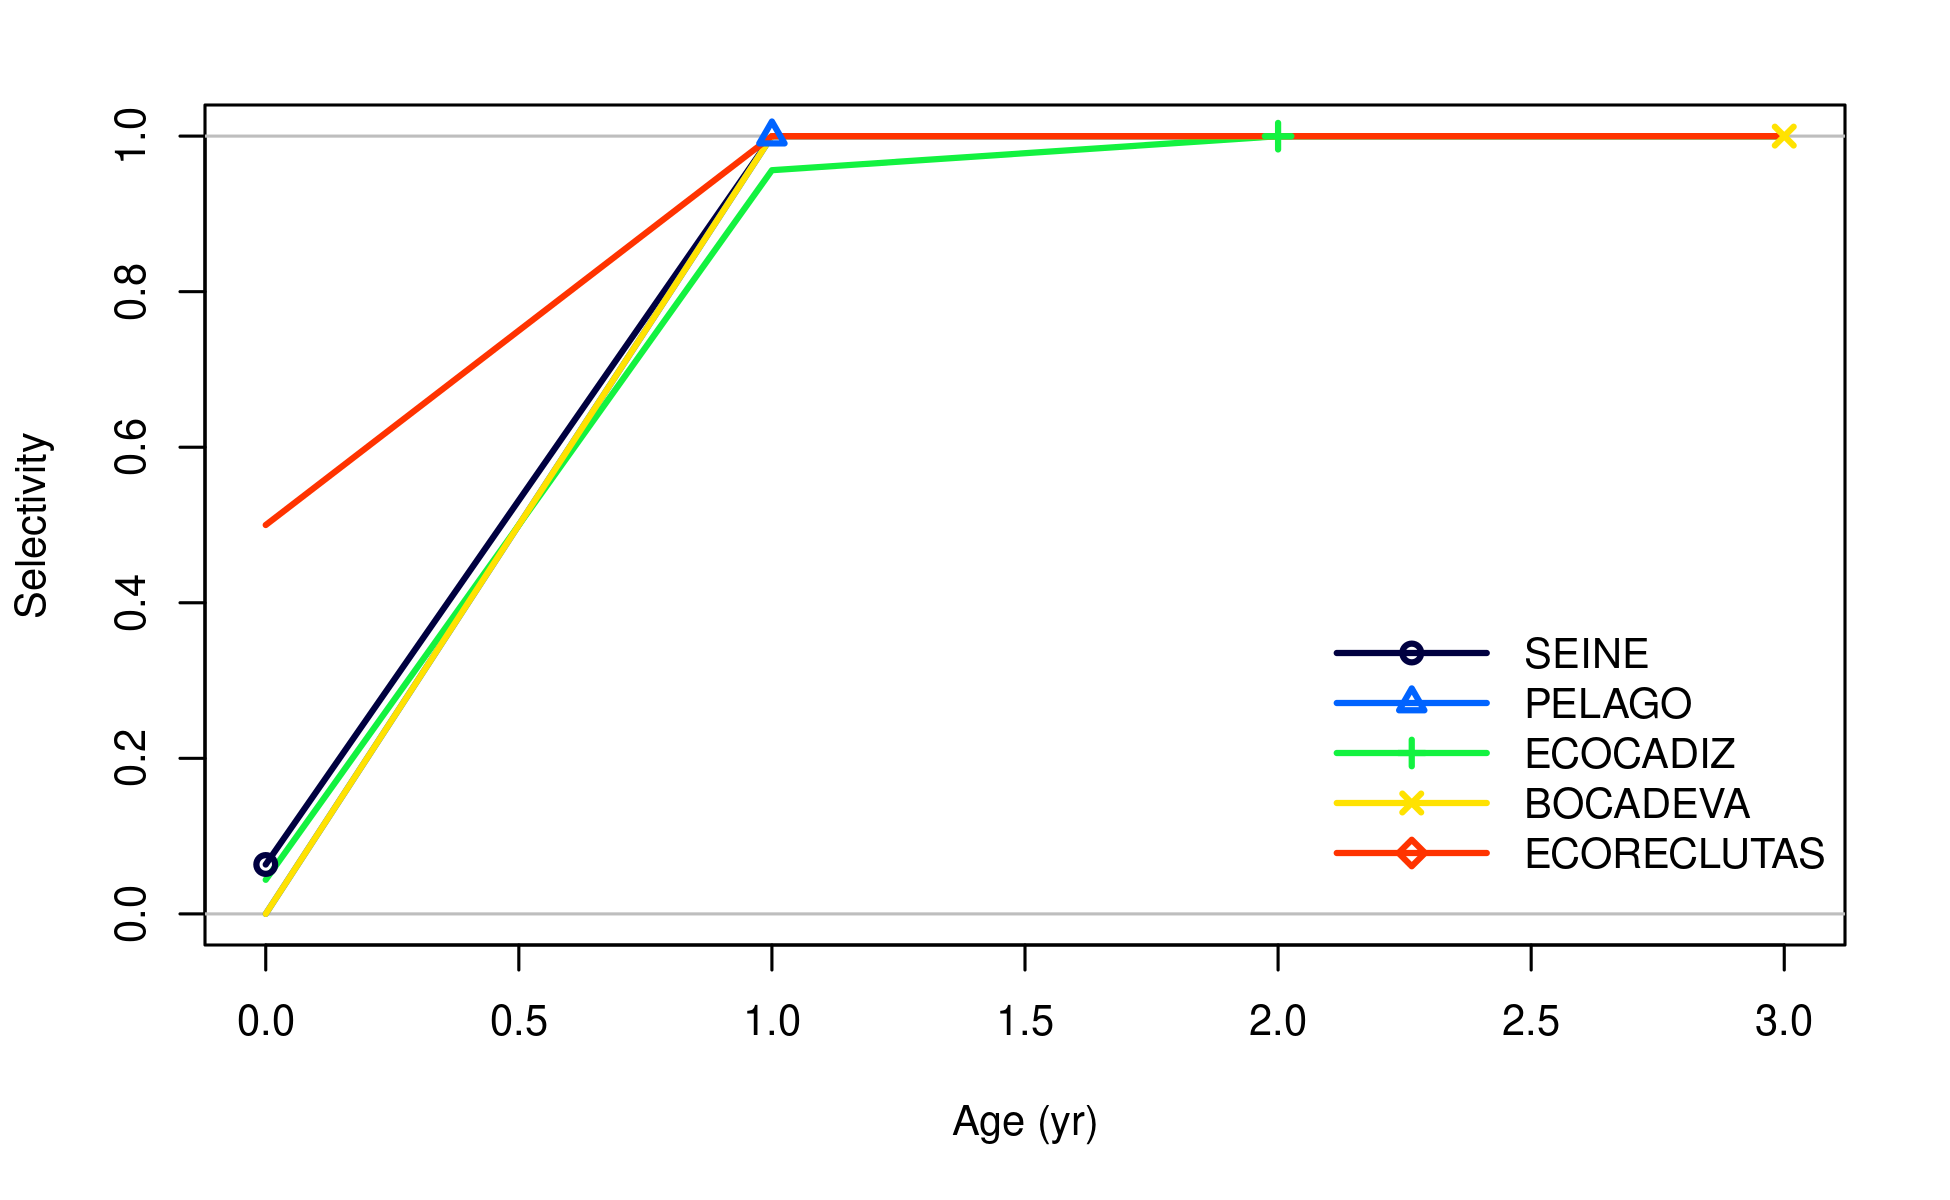 Selectivity
1.0
0.8
0.6
0.4
0.2
0.0
SEINE
PELAGO
ECOCADIZ
BOCADEVA
ECORECLUTAS
0.0 0.5 1.0 1.5 2.0 2.5 3.0
Age (yr)